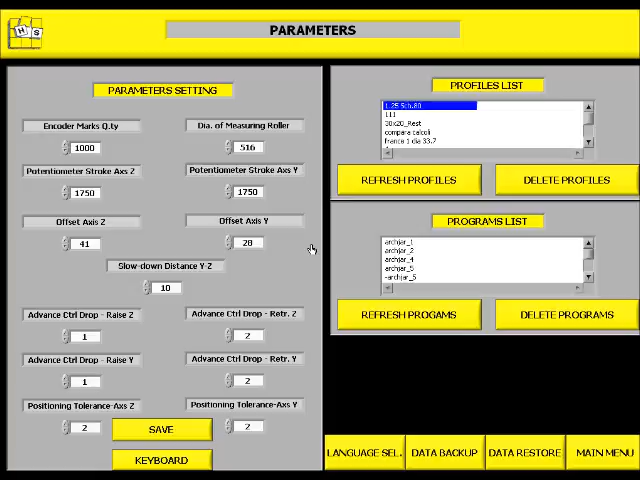 H S
PARAMETERS
PARAMETERS SETTING
Encoder Marks Q.ty
1000
Dia. of Measuring Roller
516
Potentiometer Stroke Axs Z
1750
Potentiometer Stroke Axs Y
1750
Offset Axis Z
41
Offset Axis Y
28
Slow-down Distance Y-Z
10
Advance Ctrl Drop - Raise Z
1
Advance Ctrl Drop - Retr. Z
2
Advance Ctrl Drop - Raise Y
1
Advance Ctrl Drop - Retr. Y
2
Positioning Tolerance-Axs Z
2
Positioning Tolerance-Axs Y
2
SAVE
KEYBOARD
PROFILES LIST
1.25 Sch.80
111
30x20_Rest
compara calcoli
france 1 dia 33.7
REFRESH PROFILES
DELETE PROFILES
PROGRAMS LIST
archjar_1
archjar_2
archjar_4
archjar_5
-archjar_5
REFRESH PROGAMS
DELETE PROGRAMS
LANGUAGE SEL.
DATA BACKUP
DATA RESTORE
MAIN MENU